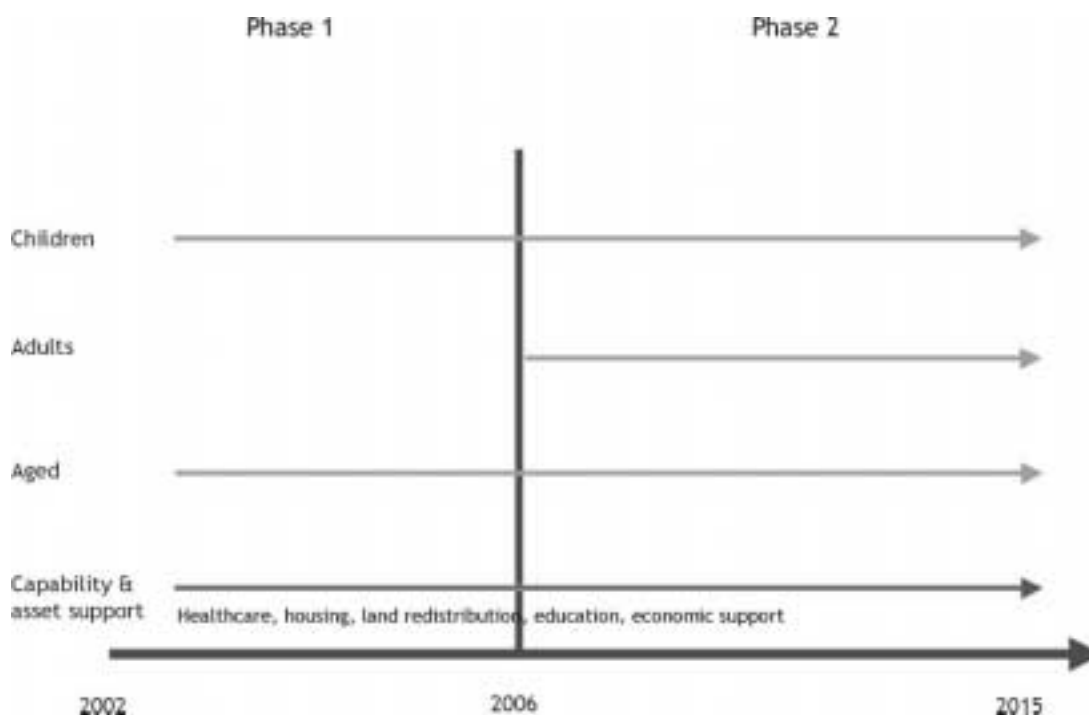 Phase 1
Phase 2
Children
Adults
Aged
Capability &
asset support
Healthcare, housing, land redistribution, education, economic support
2002
2006
2015